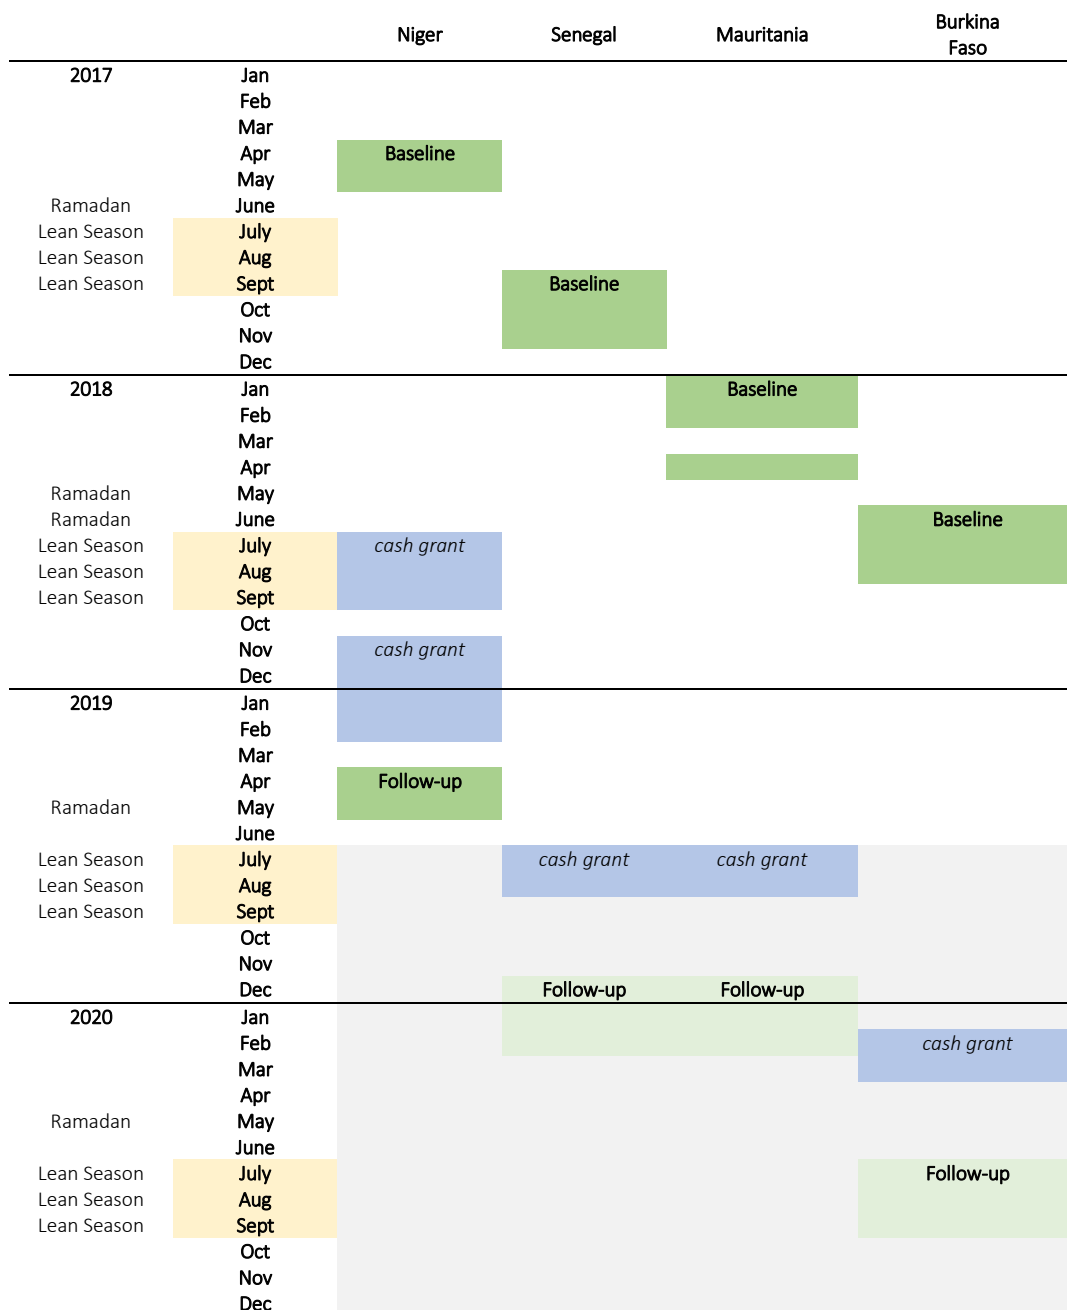 Niger Senegal Mauritania Burkina Faso
2017 Jan
Feb
Mar
Apr Baseline
May
Ramadan June
Lean Season July
Lean Season Aug
Lean Season Sept Baseline
Oct
Nov
Dec
2018 Jan Baseline
Feb
Mar
Apr
Ramadan May
Ramadan June Baseline
Lean Season July cash grant
Lean Season Aug
Lean Season Sept
Oct
Nov cash grant
Dec
2019 Jan
Feb
Mar
Apr Follow-up
Ramadan May
June
Lean Season July cash grant cash grant
Lean Season Aug
Lean Season Sept
Oct
Nov
Dec Follow-up Follow-up
2020 Jan
Feb cash grant
Mar
Apr
Ramadan May
June
Lean Season July Follow-up
Lean Season Aug
Lean Season Sept
Oct
Nov
Dec